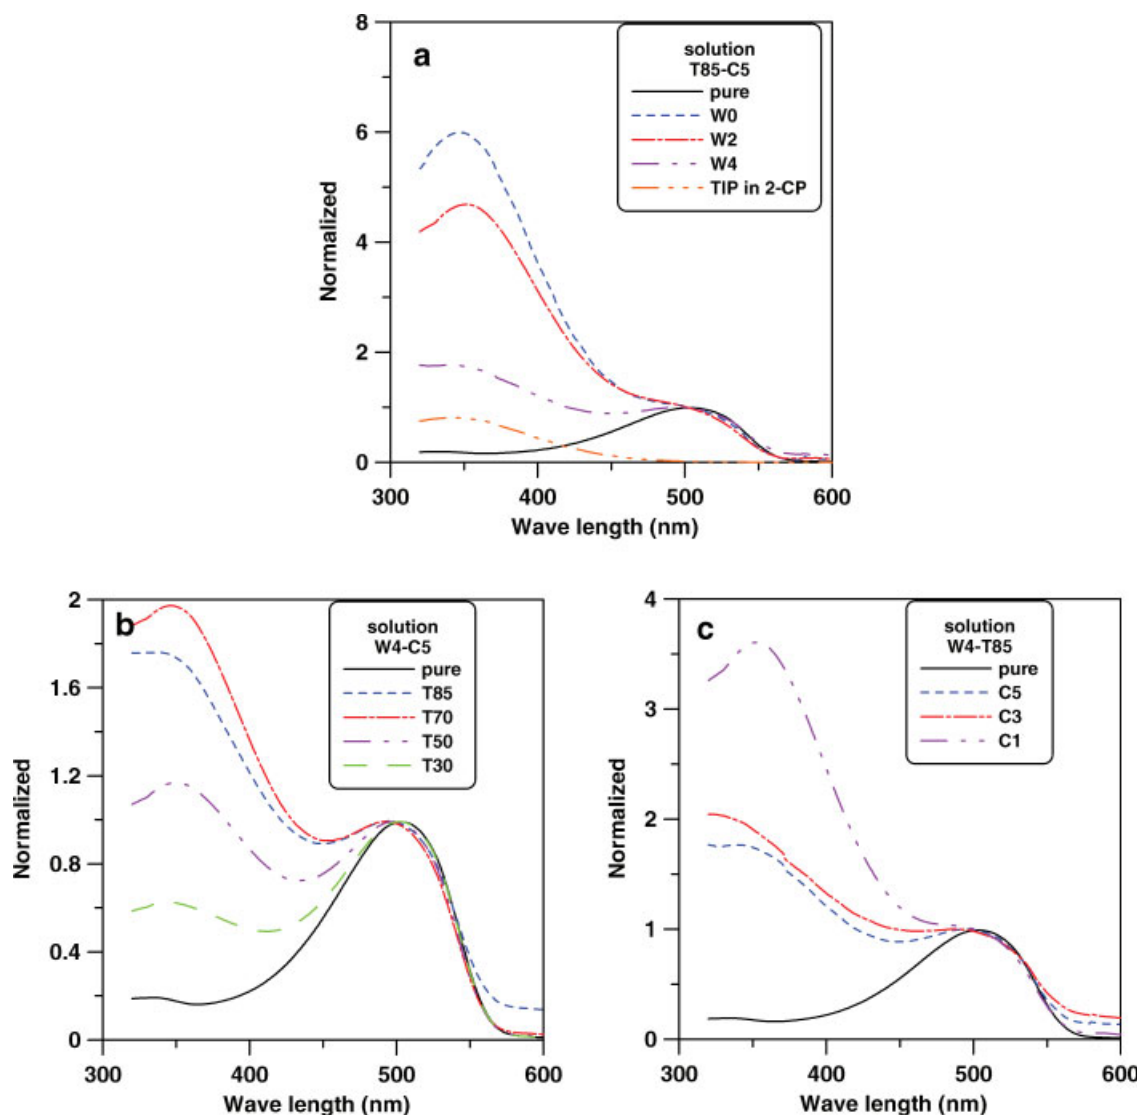 a
8
6
4
2
0
Normalized
300
400
500
600
Wave length (nm)
solution
T85-C5
pure
W0
W2
W4
TIP in 2-CP
b
2
1.6
1.2
0.8
0.4
0
Normalized
300
400
500
600
Wave length (nm)
solution
W4-C5
pure
T85
T70
T50
T30
c
4
3
2
1
0
Normalized
300
400
500
600
Wave length (nm)
solution
W4-T85
pure
C5
C3
C1